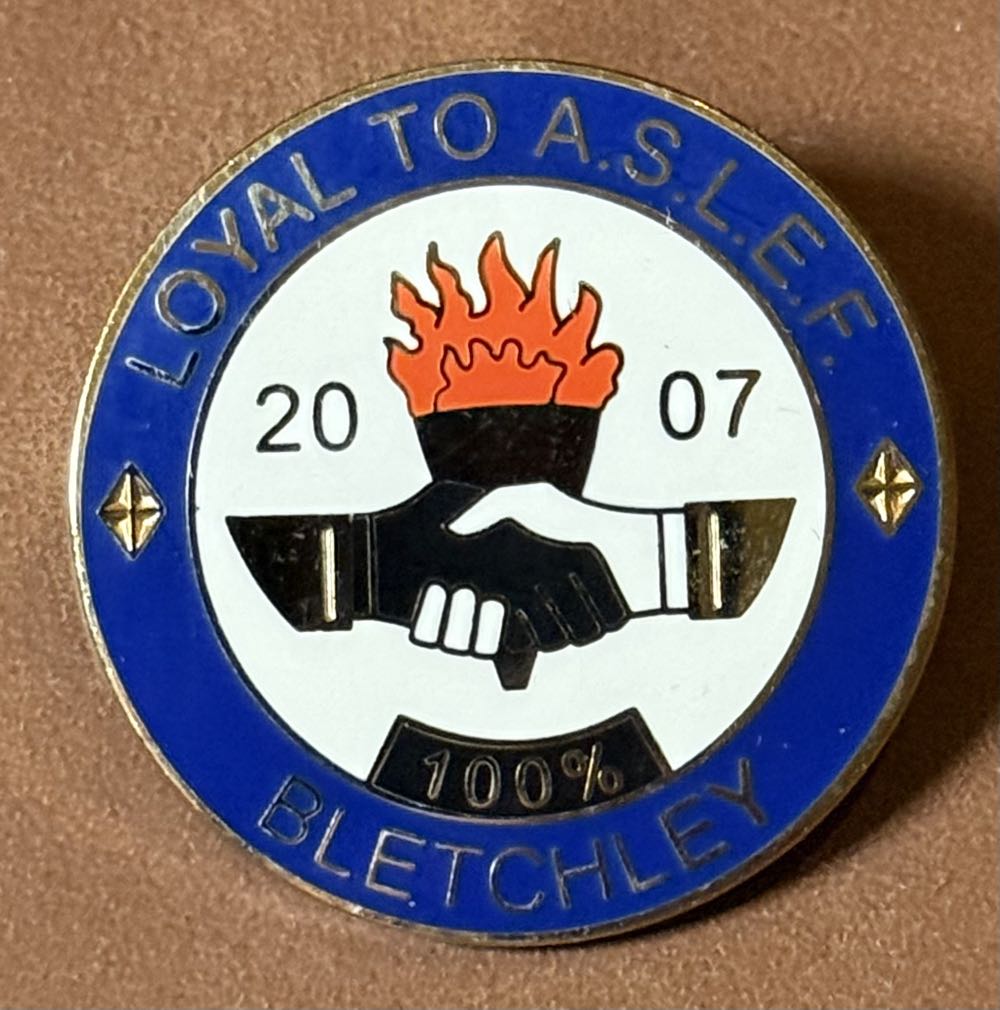 LOYAL TO A.S.L.E.F.
20 07
100%
BLETCHLEY